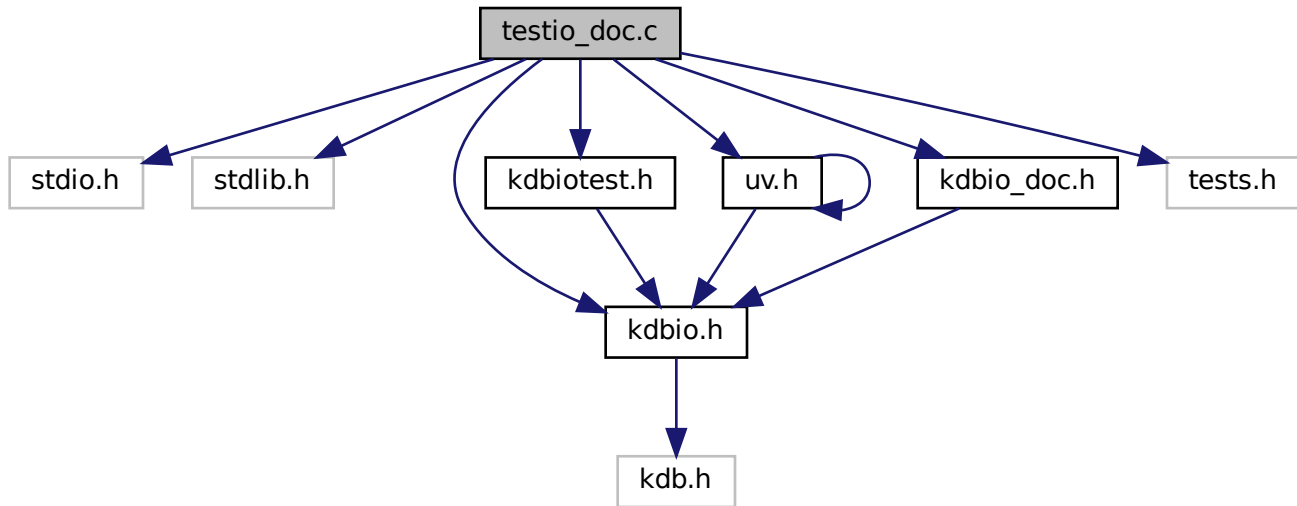 testio_doc.c
stdio.h
stdlib.h
kdbiotest.h
uv.h
kdbio_doc.h
tests.h
kdbio.h
kdb.h